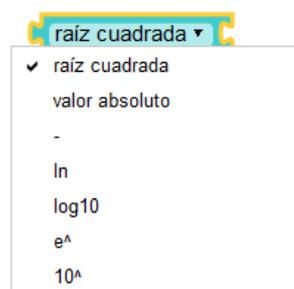 raíz cuadrada ▾
✔ raíz cuadrada
valor absoluto
-
ln
log10
e^
10^